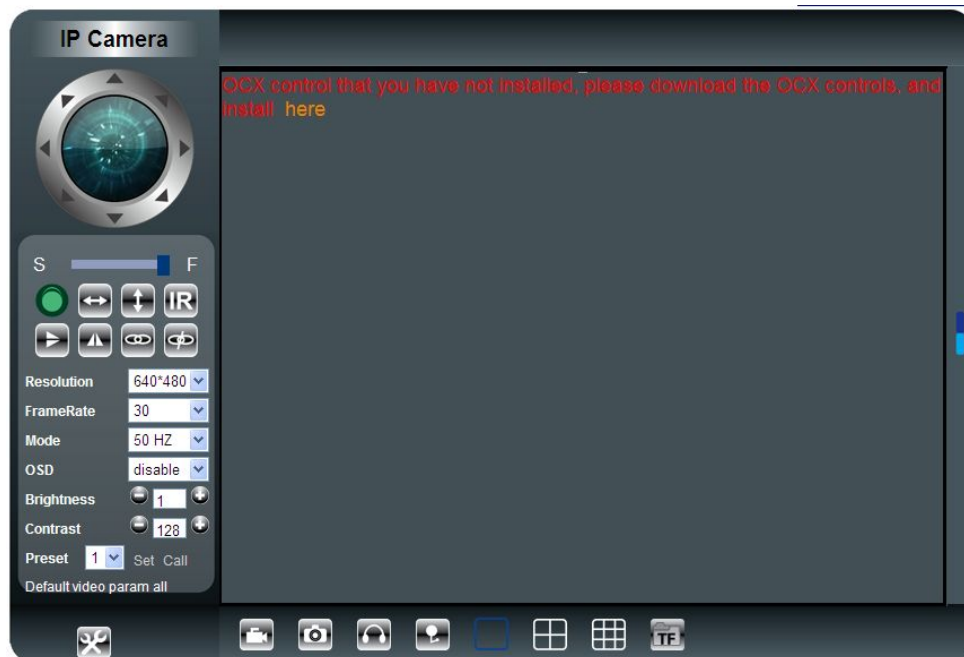 IP Camera
OCX control that you have not installed, please download the OCX controls, and
install here
S F
IR
Resolution 640*480
FrameRate 30
Mode 50 HZ
OSD disable
Brightness 1
Contrast 128
Preset 1 Set Call
Default video param all
TF